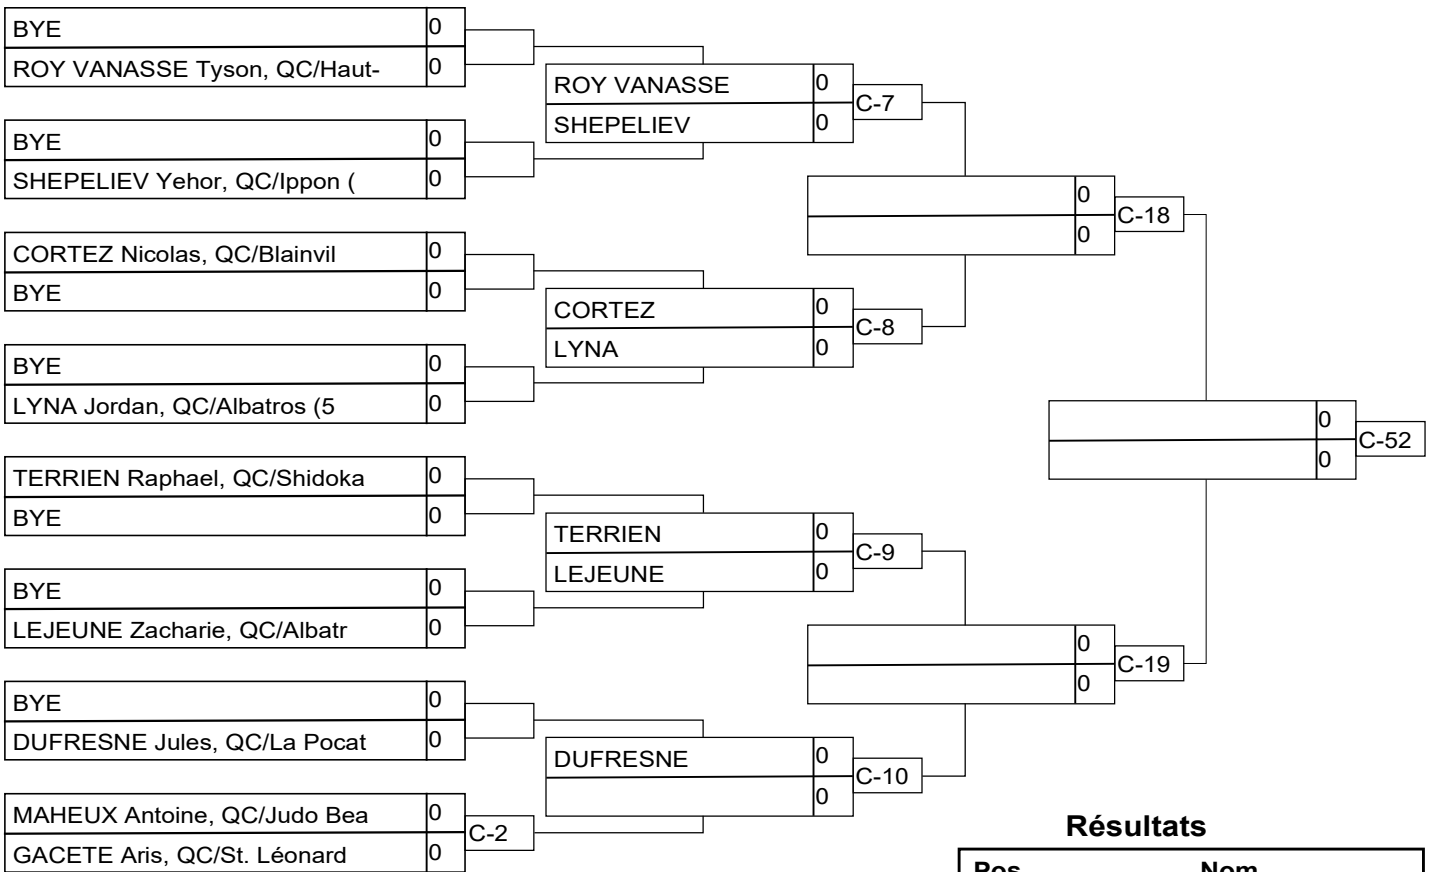 BYE 0
ROY VANASSE Tyson, QC/Haut- 0
BYE 0
SHEPELIEV Yehor, QC/Ippon ( 0
CORTEZ Nicolas, QC/Blainvil 0
BYE 0
BYE 0
LYNA Jordan, QC/Albatros (5 0
TERRIEN Raphael, QC/Shidoka 0
BYE 0
BYE 0
LEJEUNE Zacharie, QC/Albatr 0
BYE 0
DUFRESNE Jules, QC/La Pocat 0
MAHEUX Antoine, QC/Judo Bea 0
GACETE Aris, QC/St. Léonard 0
C-2
ROY VANASSE 0
SHEPELIEV 0
C-7
CORTEZ 0
LYNA 0
C-8
TERRIEN 0
LEJEUNE 0
C-9
DUFRESNE 0
0
C-10
0
0
C-18
0
0
C-19
0
0
C-52
Résultats
Pos Nom